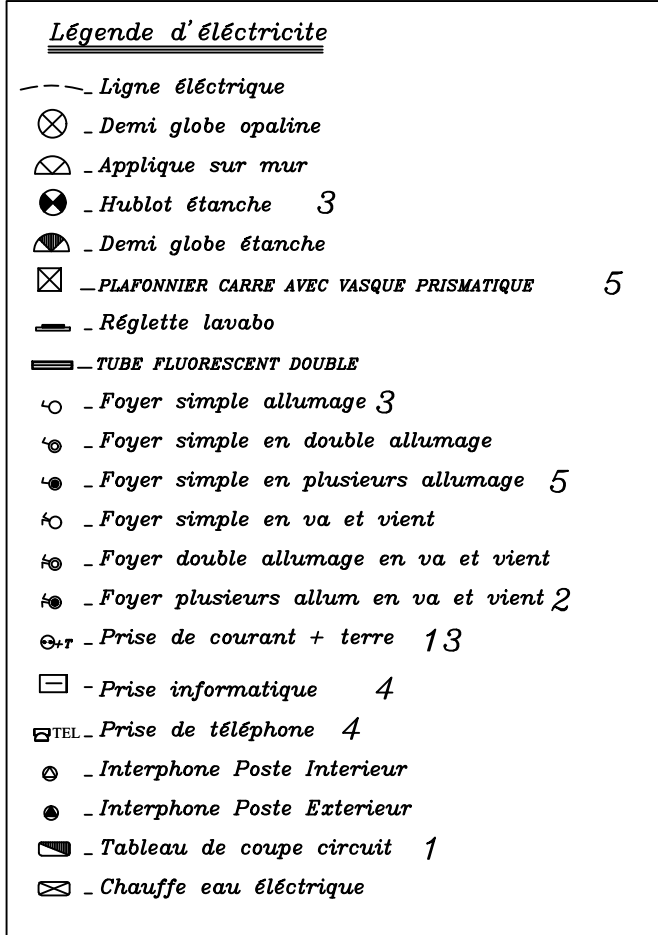 Légende d'éléctricite
_ Ligne éléctrique
_ Demi globe opaline
_ Applique sur mur
_ Hublot étanche 3
_ Demi globe étanche
_ PLAFONNIER CARRE AVEC VASQUE PRISMATIQUE 5
_ Réglette lavabo
_ TUBE FLUORESCENT DOUBLE
_ Foyer simple allumage 3
_ Foyer simple en double allumage
_ Foyer simple en plusieurs allumage 5
_ Foyer simple en va et vient
_ Foyer double allumage en va et vient
_ Foyer plusieurs allum en va et vient 2
+T _ Prise de courant + terre 13
- Prise informatique 4
TEL _ Prise de téléphone 4
_ Interphone Poste Interieur
_ Interphone Poste Exterieur
_ Tableau de coupe circuit 1
_ Chauffe eau éléctrique